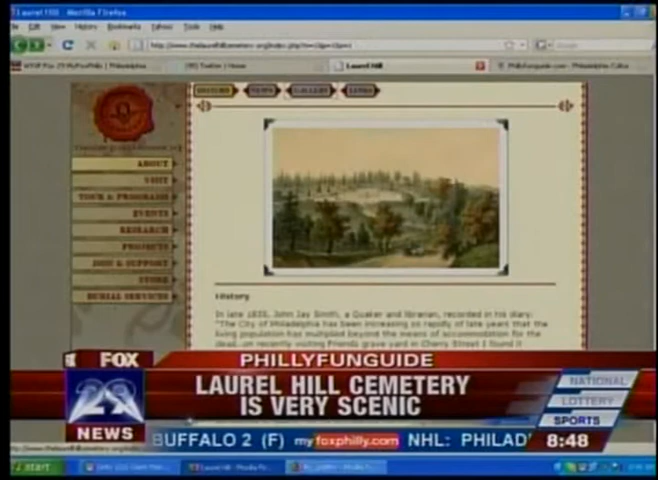 Laurel Hill - Mozilla Firefox
File Edit View History Bookmarks Yahoo! Tools Help
Laurel Hill
HISTORY NEWS GALLERY LINKS
ABOUT
VISIT
TOUR & PROGRAMS
EVENTS
RESEARCH
PROJECTS
JOIN & SUPPORT
STORE
BURIAL SERVICES
History
In late 1835, John Jay Smith, a Quaker and librarian, recorded in his diary:
"The City of Philadelphia has been increasing so rapidly of late years that the
living population has multiplied beyond the means of accommodation for the
dead...on recently visiting Friends grave yard in Cherry Street I found it
FOX
29
NEWS
PHILLYFUNGUIDE
LAUREL HILL CEMETERY
IS VERY SCENIC
NATIONAL
LOTTERY
SPORTS
BUFFALO 2 (F) myfoxphilly.com NHL: PHILAD
8:48
start